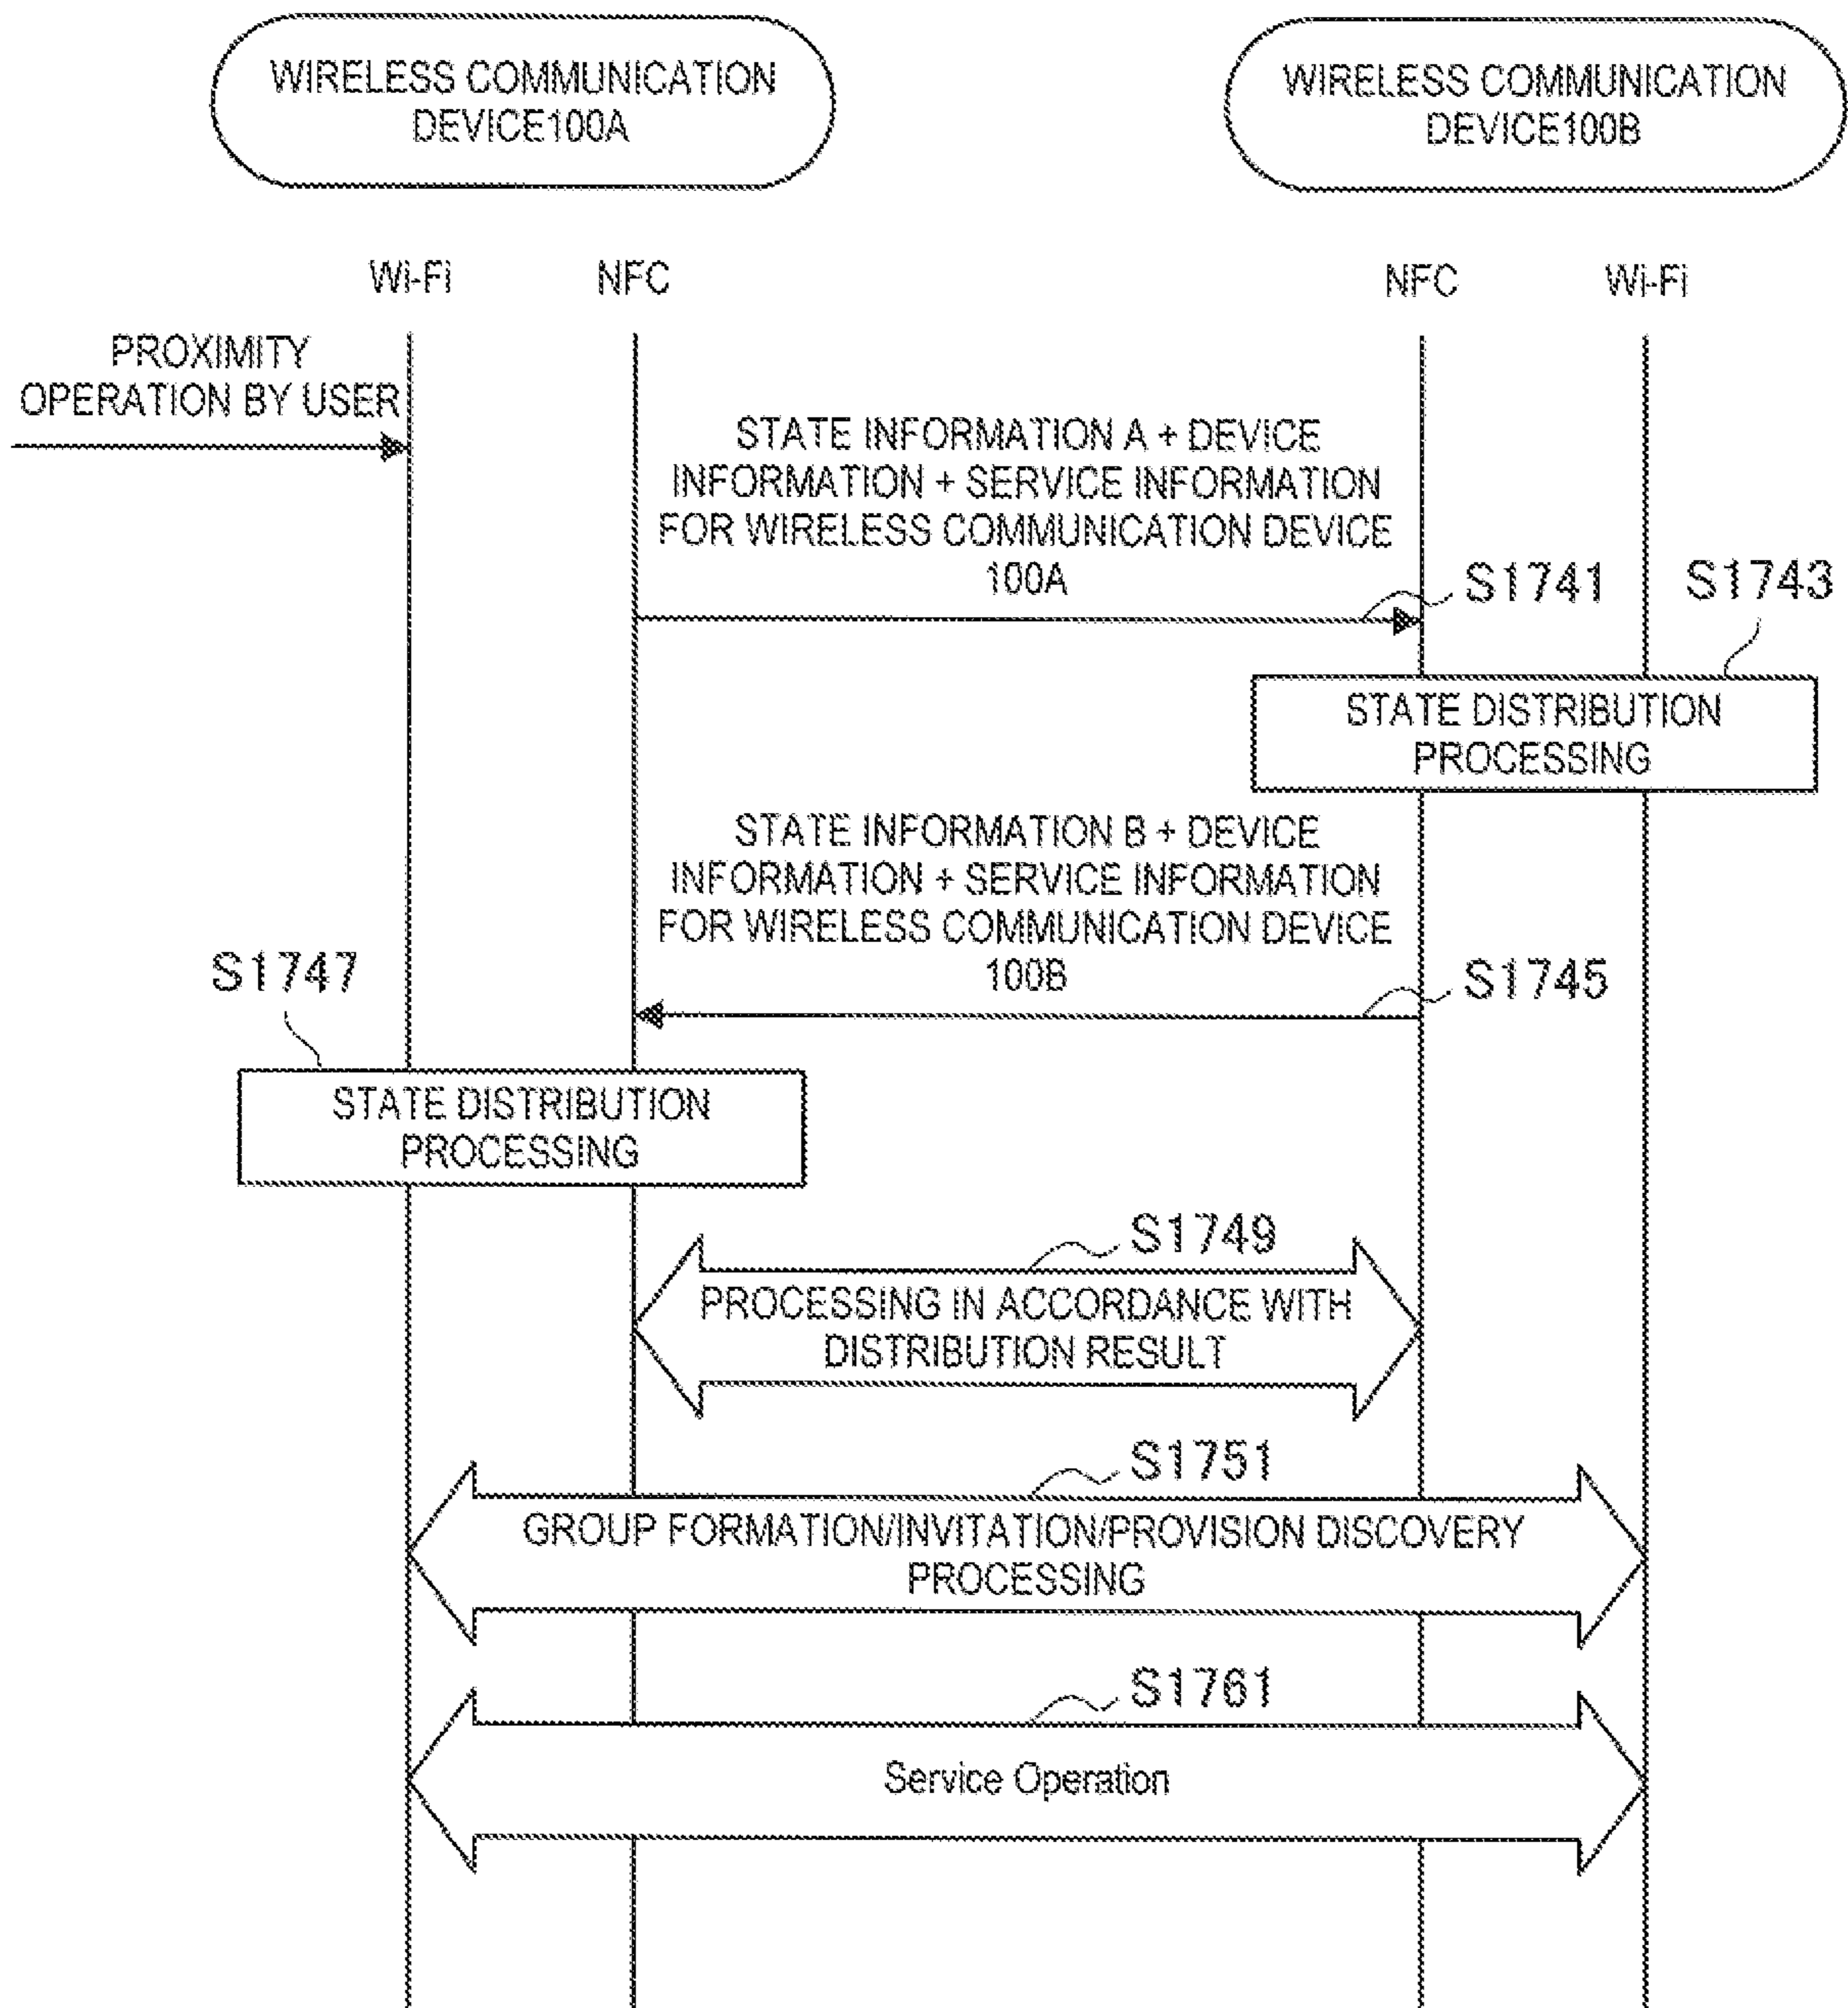 WIRELESS COMMUNICATION
DEVICE100A
WIRELESS COMMUNICATION
DEVICE100B
Wi-Fi
NFC
NFC
Wi-Fi
PROXIMITY
OPERATION BY USER
STATE INFORMATION A + DEVICE
INFORMATION + SERVICE INFORMATION
FOR WIRELESS COMMUNICATION DEVICE
100A
S1741
S1743
STATE DISTRIBUTION
PROCESSING
STATE INFORMATION B + DEVICE
INFORMATION + SERVICE INFORMATION
FOR WIRELESS COMMUNICATION DEVICE
100B
S1745
S1747
STATE DISTRIBUTION
PROCESSING
S1749
PROCESSING IN ACCORDANCE WITH
DISTRIBUTION RESULT
S1751
GROUP FORMATION/INVITATION/PROVISION DISCOVERY
PROCESSING
S1761
Service Operation